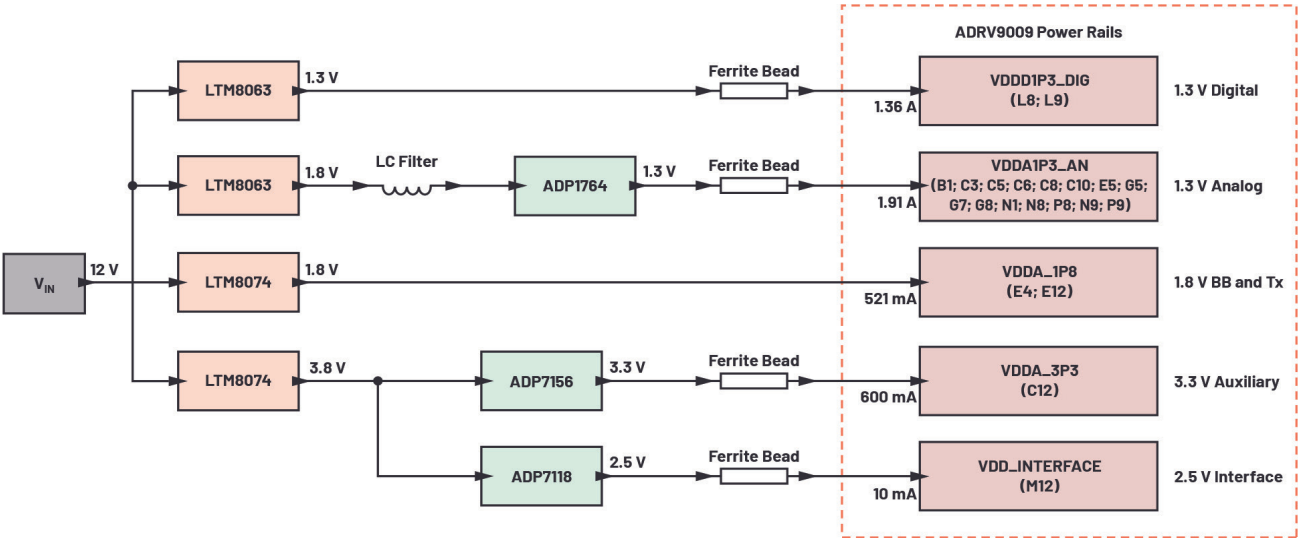 ADRV9009 Power Rails
LTM8063
1.3 V
Ferrite Bead
1.36 A
VDDD1P3_DIG
(L8; L9)
1.3 V Digital
LTM8063
1.8 V
LC Filter
ADP1764
1.3 V
Ferrite Bead
1.91 A
VDDA1P3_AN
(B1; C3; C5; C6; C8; C10; E5; G5;
G7; G8; N1; N8; P8; N9; P9)
1.3 V Analog
VIN
12 V
LTM8074
1.8 V
521 mA
VDDA_1P8
(E4; E12)
1.8 V BB and Tx
LTM8074
3.8 V
ADP7156
3.3 V
Ferrite Bead
600 mA
VDDA_3P3
(C12)
3.3 V Auxiliary
ADP7118
2.5 V
Ferrite Bead
10 mA
VDD_INTERFACE
(M12)
2.5 V Interface